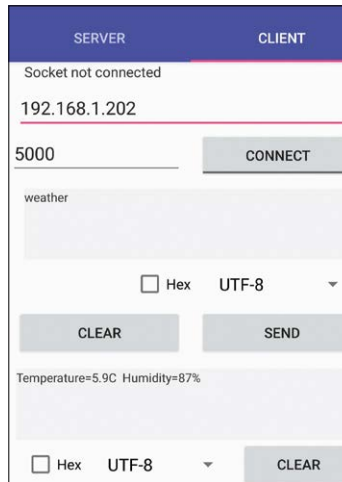 SERVER CLIENT
Socket not connected
192.168.1.202
5000 CONNECT
weather
Hex UTF-8
CLEAR SEND
Temperature=5.9C Humidity=87%
Hex UTF-8 CLEAR